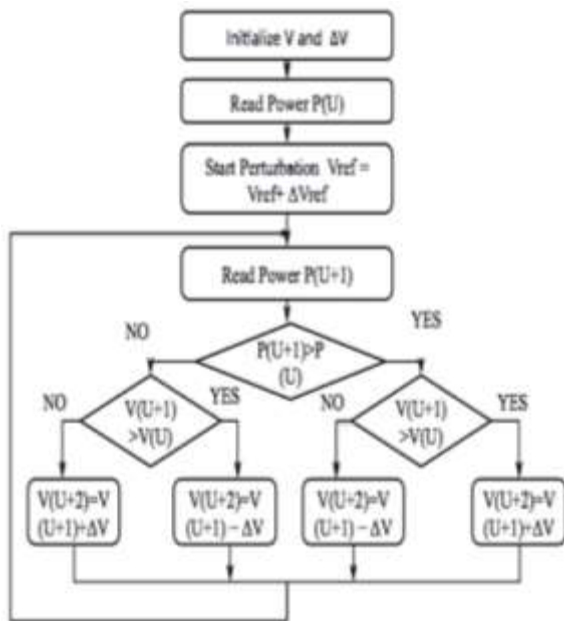 Initialize V and ΔV
Read Power P(U)
Start Perturbation Vref =
Vref+ ΔVref
Read Power P(U+1)
NO
YES
P(U+1)>P
(U)
NO
V(U+1)
>V(U)
YES
NO
V(U+1)
>V(U)
YES
V(U+2)=V
(U+1)+ΔV
V(U+2)=V
(U+1) – ΔV
V(U+2)=V
(U+1) – ΔV
V(U+2)=V
(U+1)+ΔV